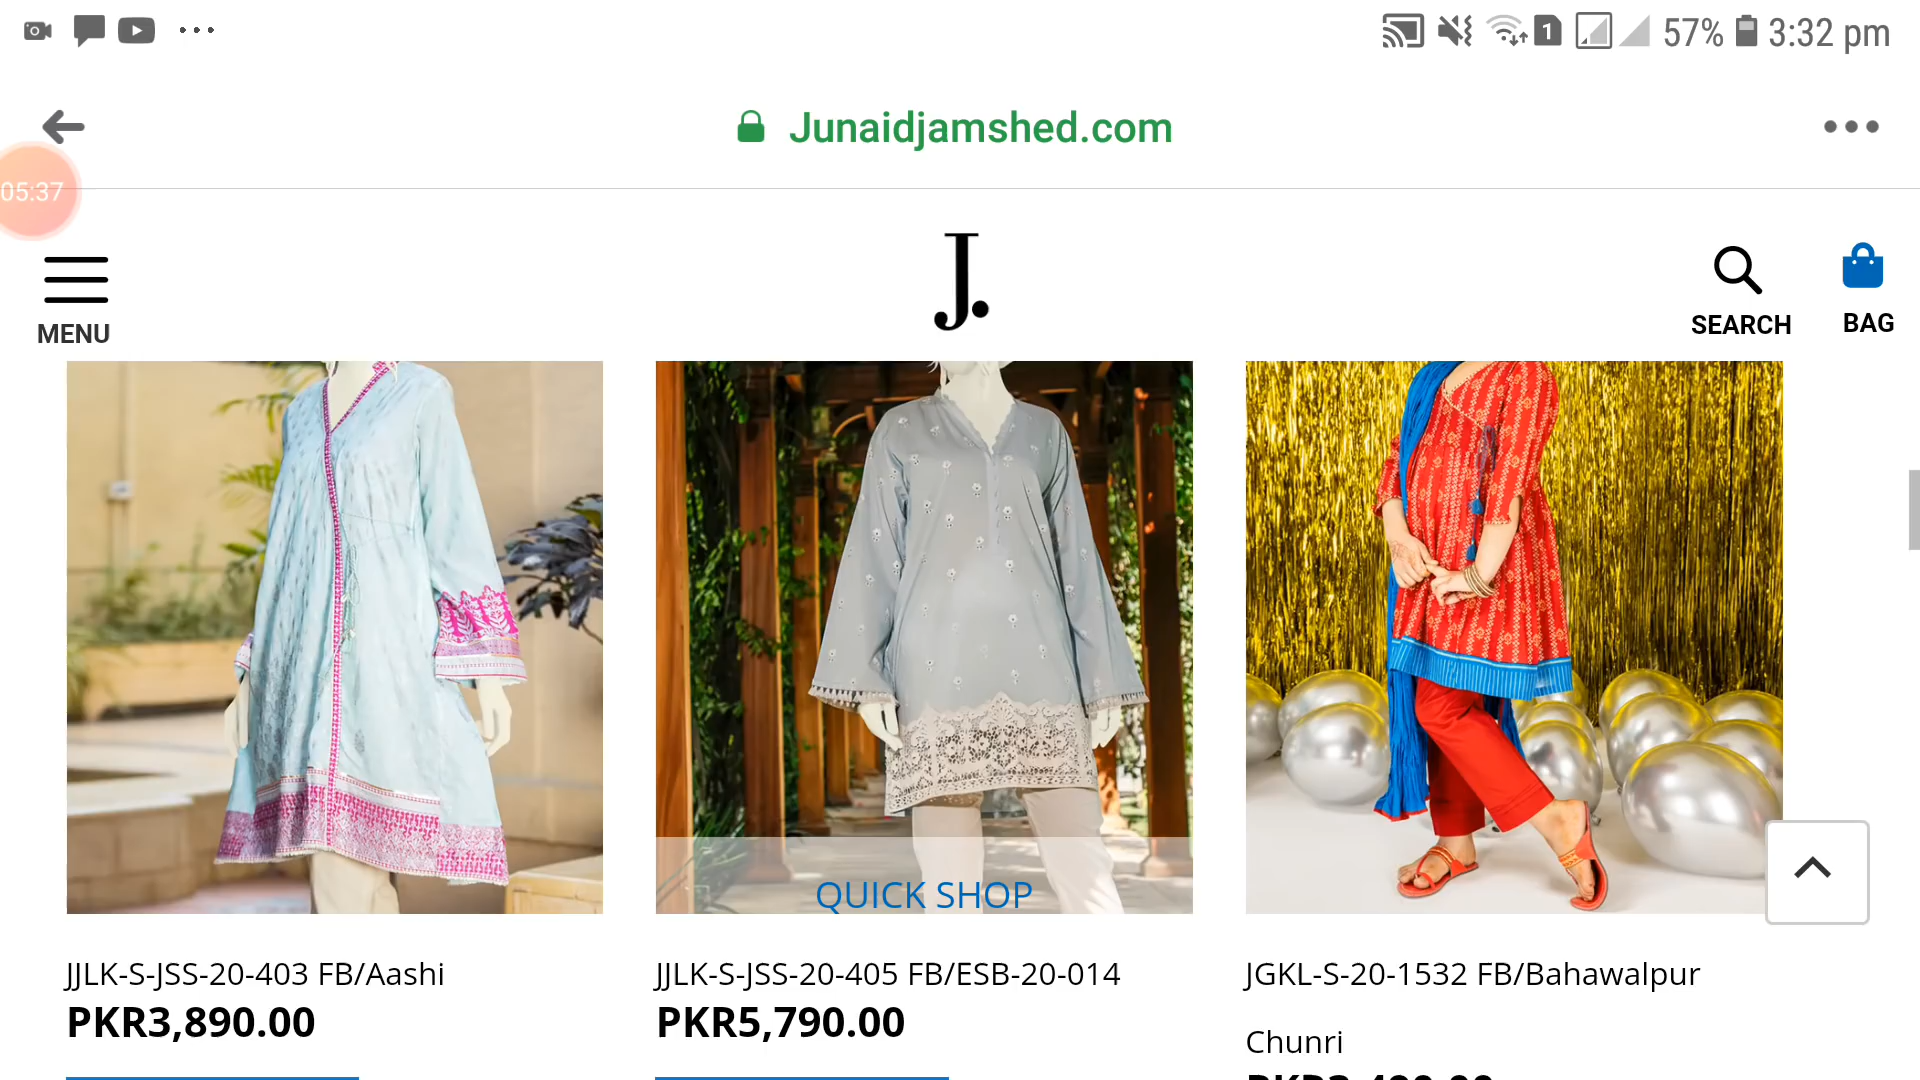 1 57% 3:32 pm
Junaidjamshed.com
05:37
J.
MENU
SEARCH
BAG
QUICK SHOP
JJLK-S-JSS-20-403 FB/Aashi
PKR3,890.00
JJLK-S-JSS-20-405 FB/ESB-20-014
PKR5,790.00
JGKL-S-20-1532 FB/Bahawalpur
Chunri